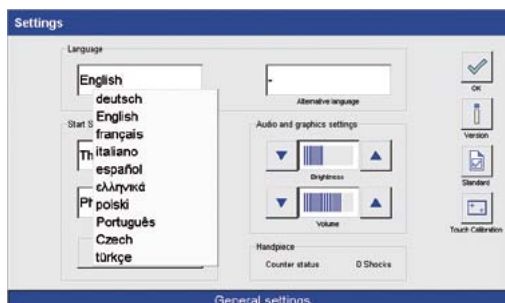 Settings
Language
English
-
Alternative language
deutsch
English
français
italiano
español
ελληνικά
polski
Português
Czech
türkçe
Start S
Th
Ph
Audio and graphics settings
Brightness
Volume
Handpiece
Counter status 0 Shocks
OK
Version
Standard
Touch Calibration
General settings